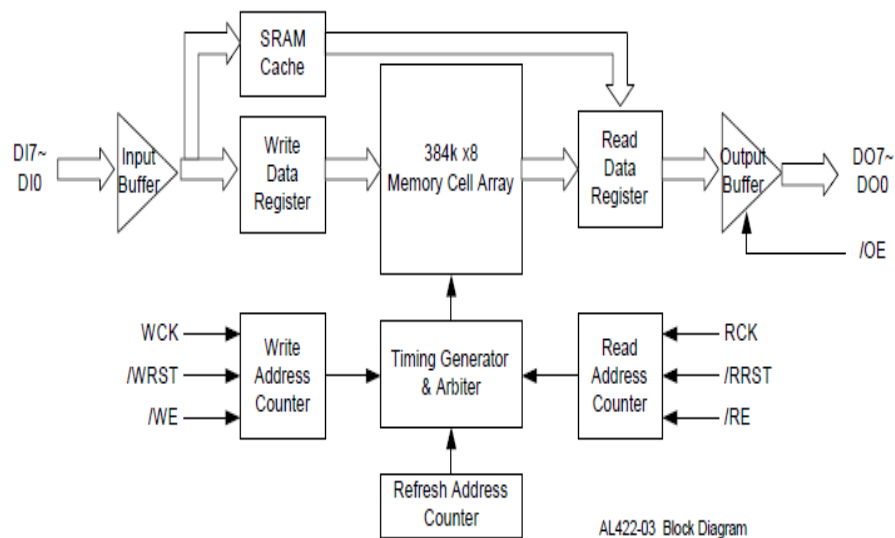 SRAM
Cache
DI7~
DI0
Input
Buffer
Write
Data
Register
384k x8
Memory Cell Array
Read
Data
Register
Output
Buffer
DO7~
DO0
/OE
WCK
/WRST
/WE
Write
Address
Counter
Timing Generator
& Arbiter
Read
Address
Counter
RCK
/RRST
/RE
Refresh Address
Counter
AL422-03 Block Diagram